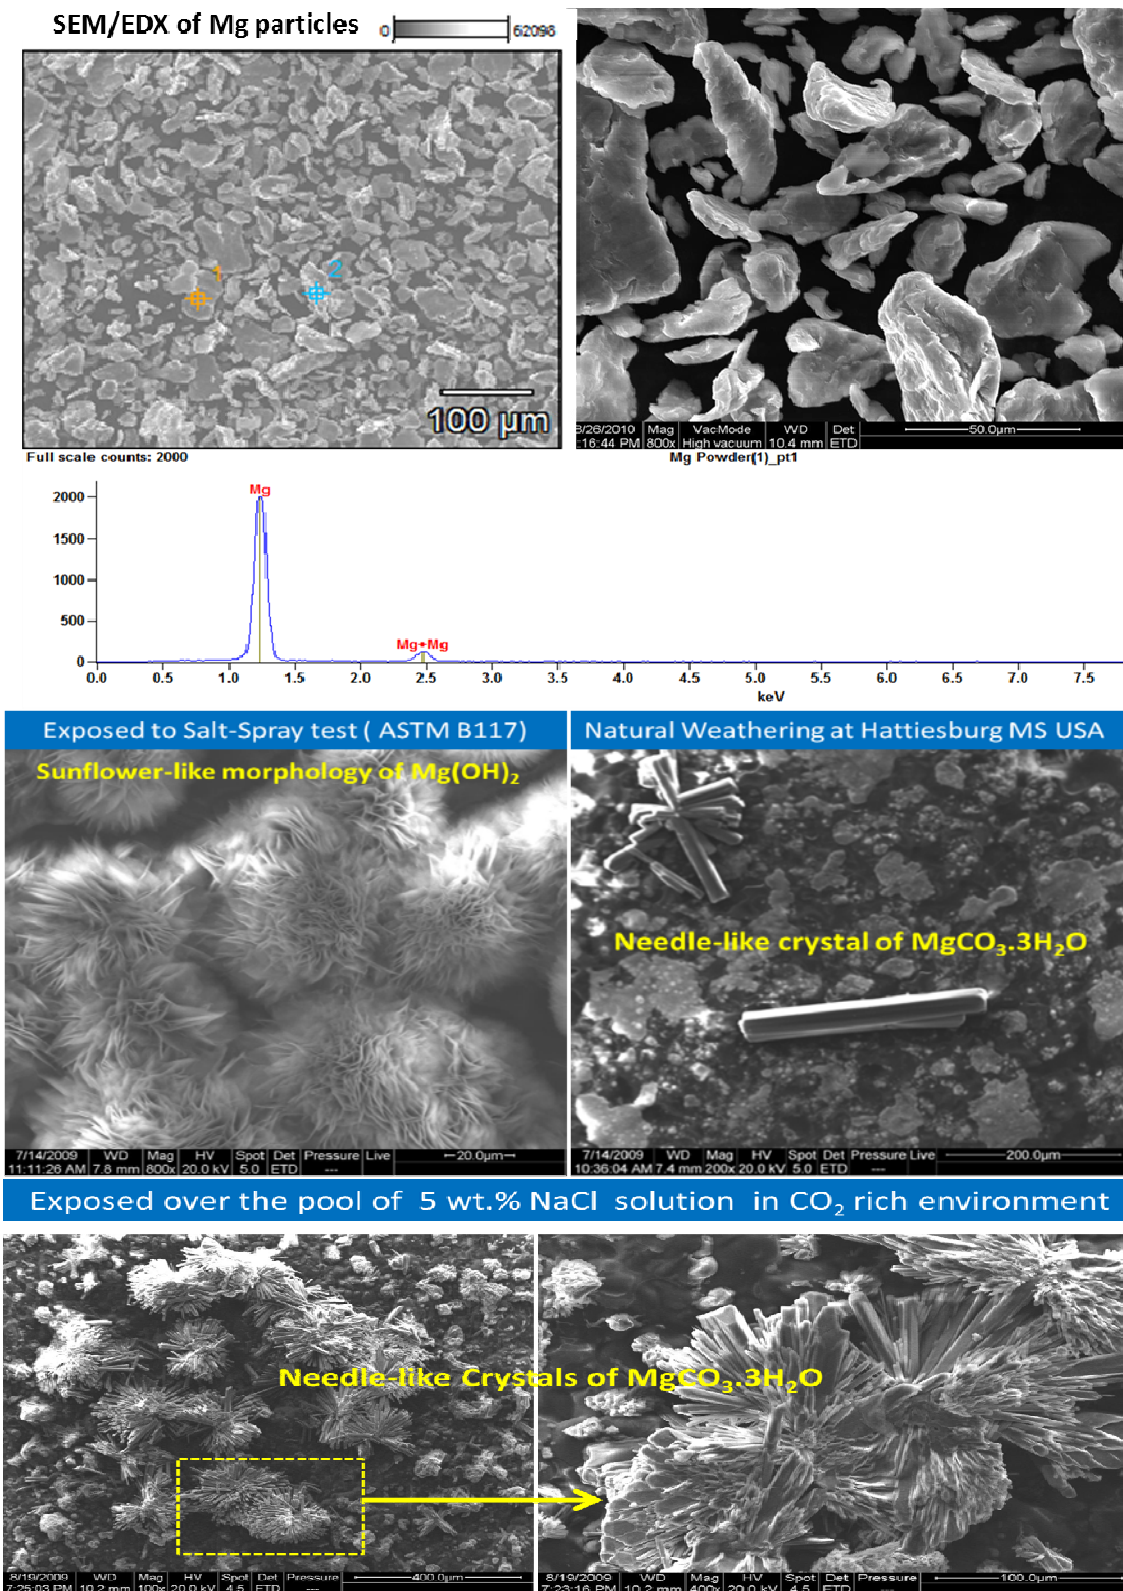 SEM/EDX of Mg particles
0 62098
1 2
100 µm
8/26/2010 Mag VacMode WD Det
:16:44 PM 800x High vacuum 10.4 mm ETD 50.0µm
Full scale counts: 2000
Mg Powder(1)_pt1
2000
1500
1000
500
0
Mg
Mg+Mg
0.0 0.5 1.0 1.5 2.0 2.5 3.0 3.5 4.0 4.5 5.0 5.5 6.0 6.5 7.0 7.5
keV
Exposed to Salt-Spray test ( ASTM B117)
Sunflower-like morphology of Mg(OH)₂
7/14/2009 WD Mag HV Spot Det Pressure Live 20.0µm
11:11:26 AM 7.8 mm 800x 20.0 kV 5.0 ETD ---
Natural Weathering at Hattiesburg MS USA
Needle-like crystal of MgCO₃.3H₂O
7/14/2009 WD Mag HV Spot Det Pressure Live 200.0µm
10:36:04 AM 7.4 mm 200x 20.0 kV 5.0 ETD ---
Exposed over the pool of 5 wt.% NaCl solution in CO₂ rich environment
Needle-like Crystals of MgCO₃.3H₂O
8/19/2009 WD Mag HV Spot Det Pressure 400.0µm
7:25:03 PM 10.2 mm 100x 20.0 kV 4.5 ETD ---
8/19/2009 WD Mag HV Spot Det Pressure 100.0µm
7:23:16 PM 10.2 mm 400x 20.0 kV 4.5 ETD ---